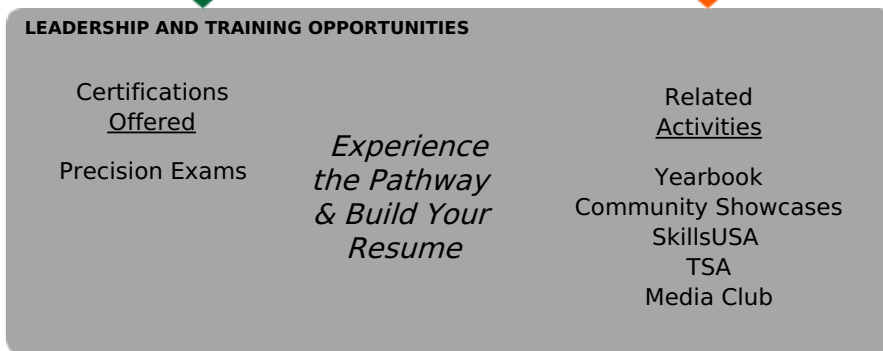 LEADERSHIP AND TRAINING OPPORTUNITIES
Certifications
Offered
Precision Exams
Experience
the Pathway
& Build Your
Resume
Related
Activities
Yearbook
Community Showcases
SkillsUSA
TSA
Media Club